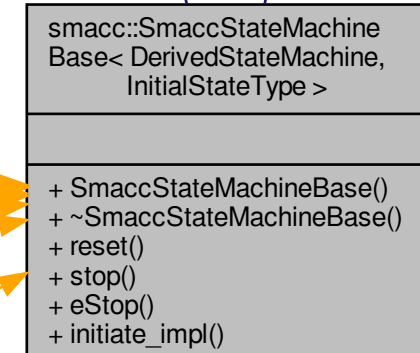 smacc::SmaccStateMachine
Base< DerivedStateMachine,
InitialStateType >
+ SmaccStateMachineBase()
+ ~SmaccStateMachineBase()
+ reset()
+ stop()
+ eStop()
+ initiate_impl()